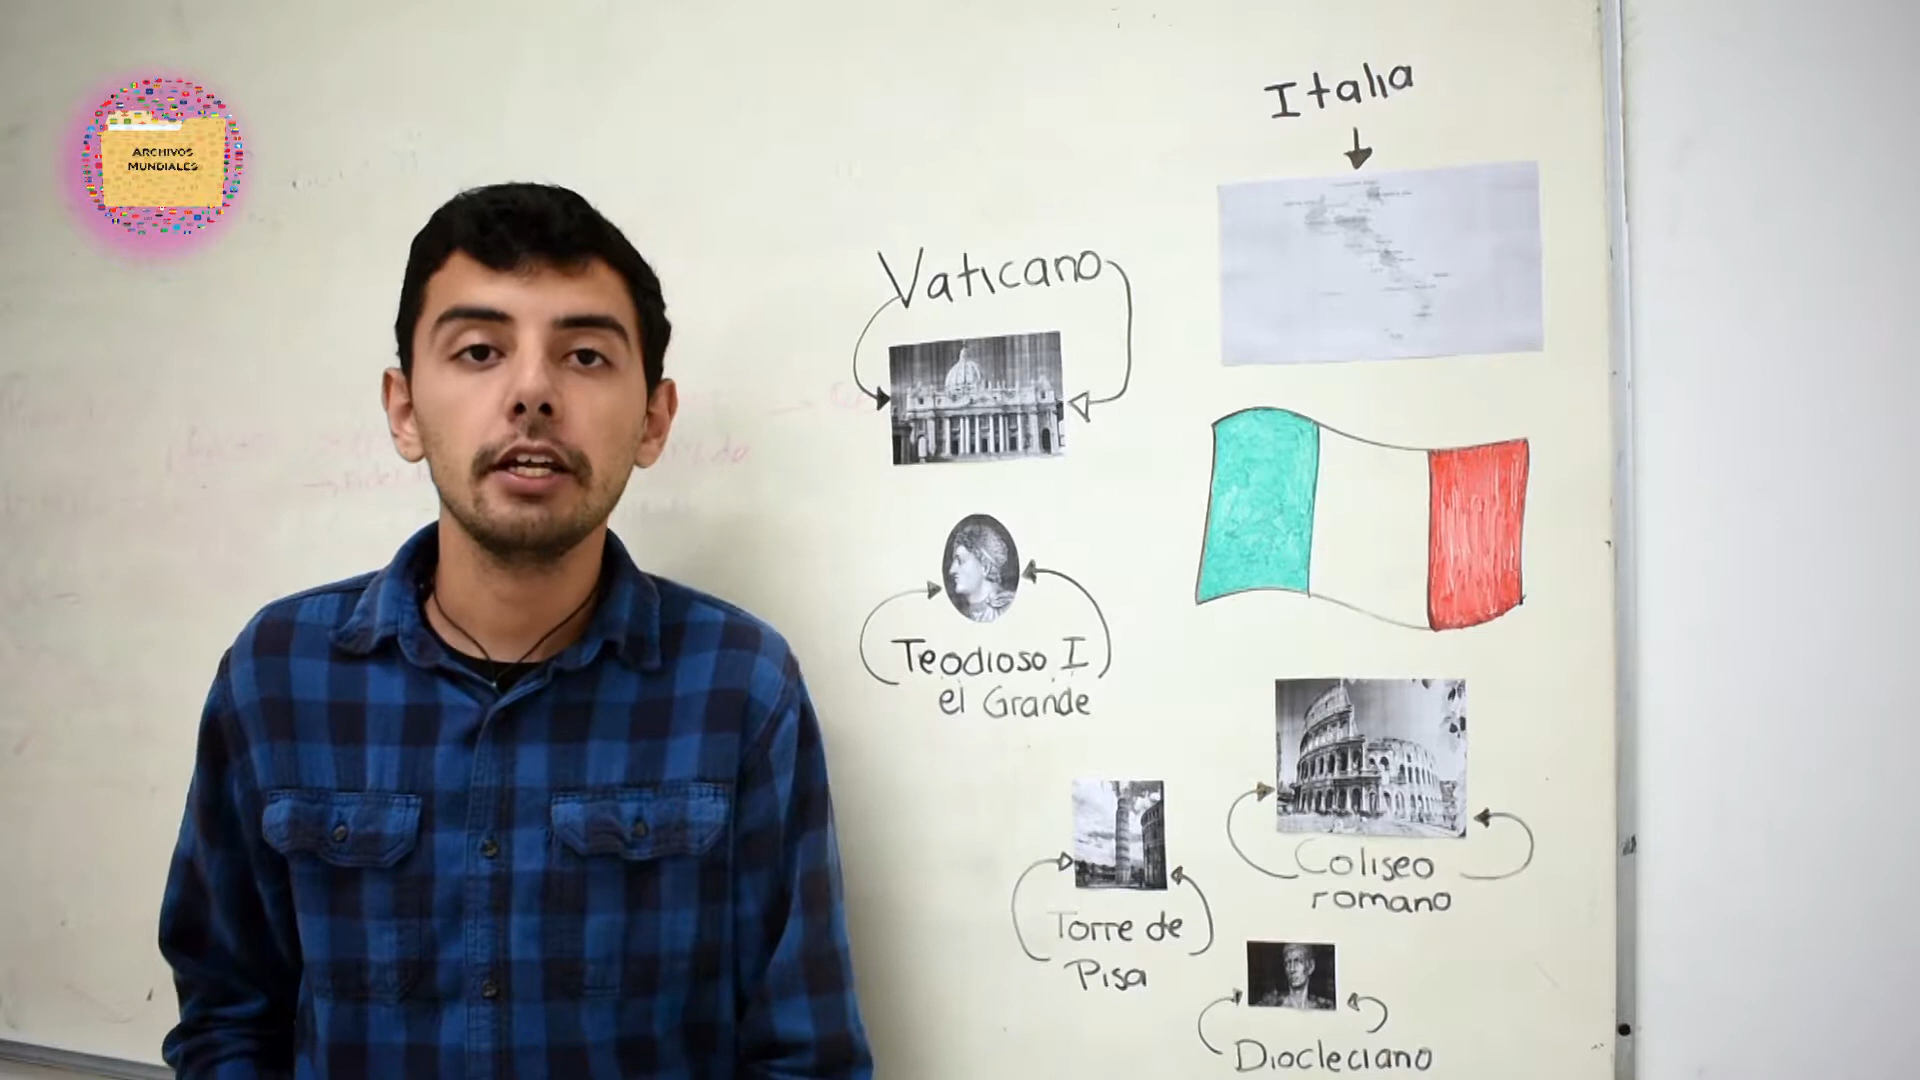 ARCHIVOS
MUNDIALES
Italia
Vaticano
Teodioso I
el Grande
Coliseo
romano
Torre de
Pisa
Diocleciano